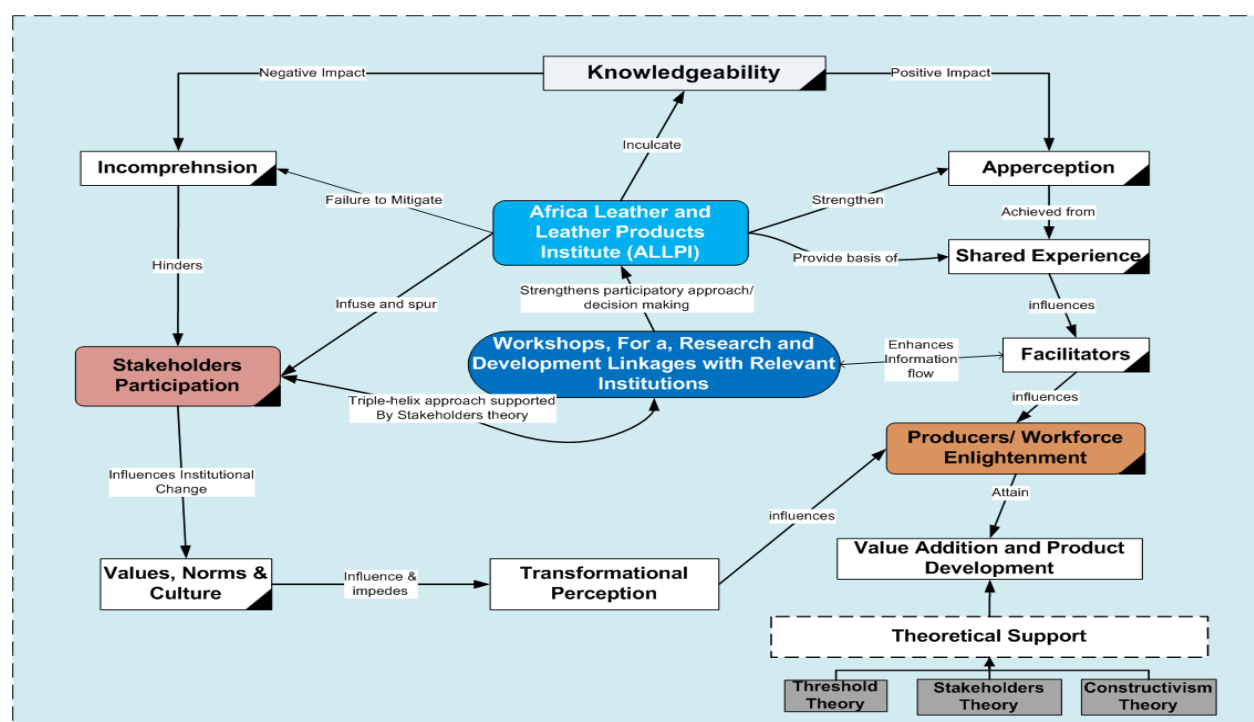 Knowledgeability
Negative Impact
Positive Impact
Inculcate
Incomprehnsion
Apperception
Failure to Mitigate
Strengthen
Africa Leather and
Leather Products
Institute (ALLPI)
Achieved from
Hinders
Provide basis of
Shared Experience
Infuse and spur
Strengthens participatory approach/
decision making
influences
Stakeholders
Participation
Workshops, For a, Research and
Development Linkages with Relevant
Institutions
Enhances
Information
flow
Facilitators
Triple-helix approach supported
By Stakeholders theory
influences
Producers/ Workforce
Enlightenment
Influences Institutional
Change
Attain
influences
Values, Norms &
Culture
Influence &
impedes
Transformational
Perception
Value Addition and Product
Development
Theoretical Support
Threshold
Theory
Stakeholders
Theory
Constructivism
Theory